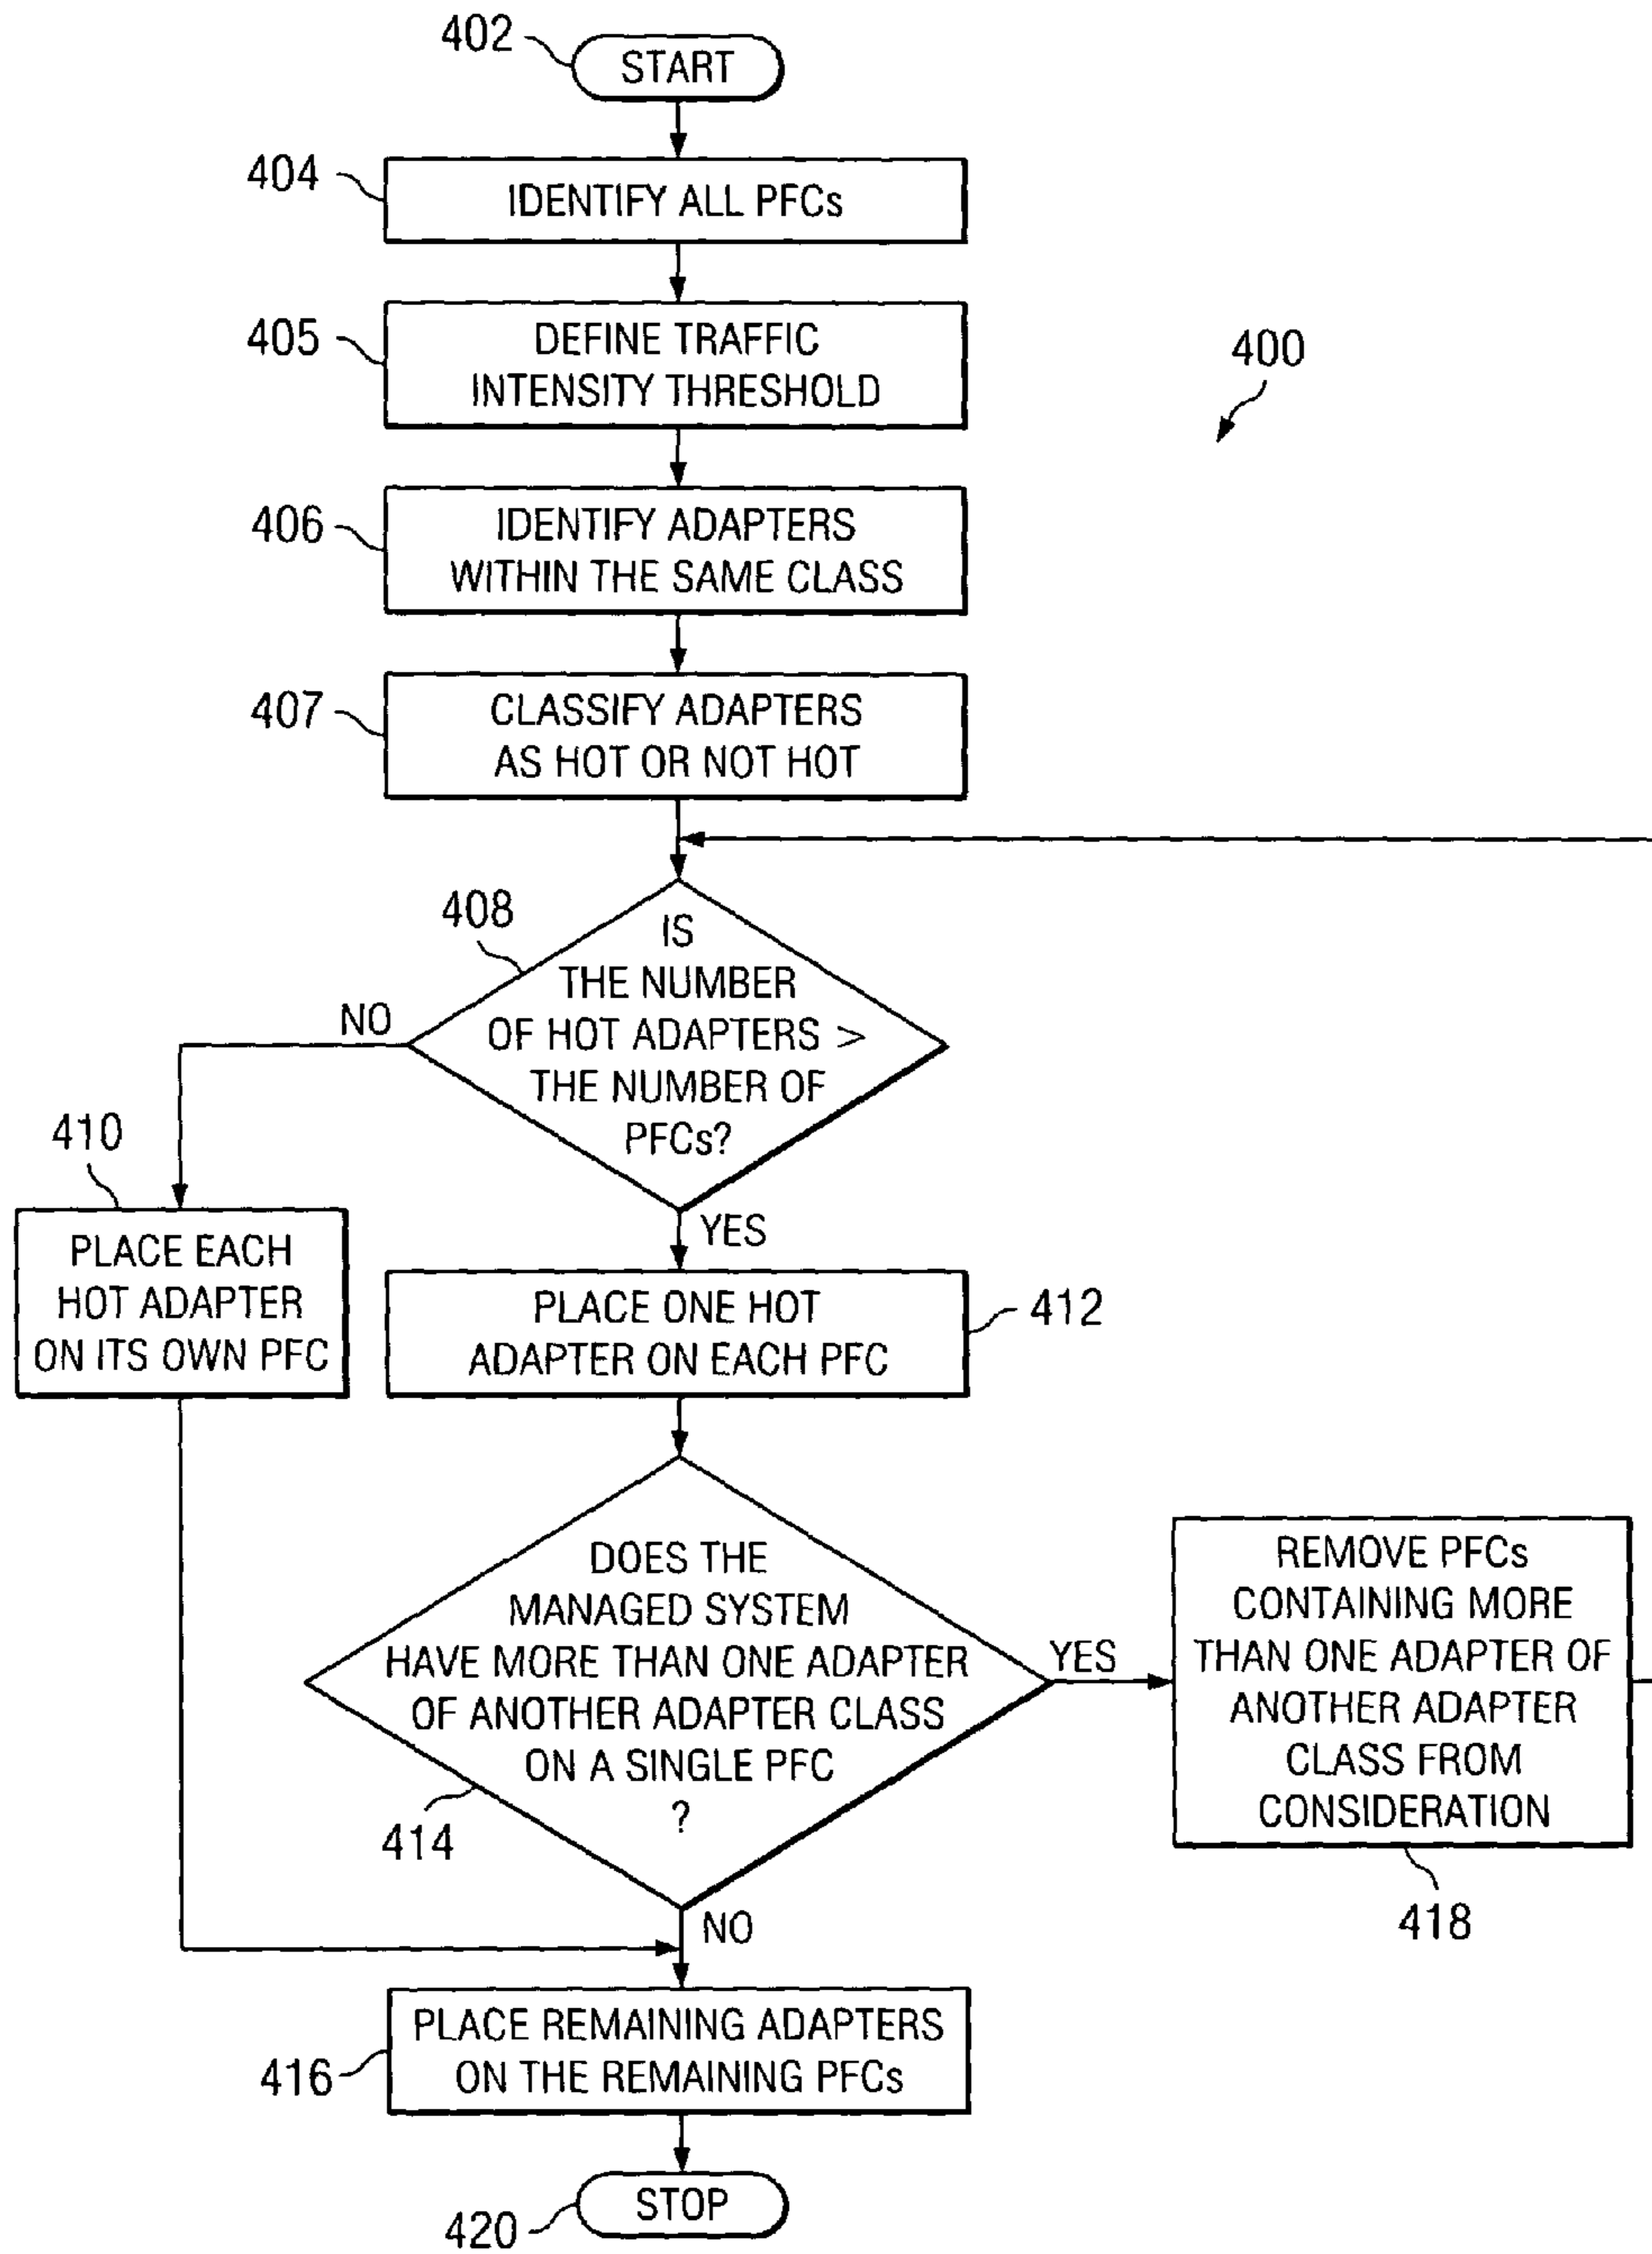 402
START
404
IDENTIFY ALL PFCs
405
DEFINE TRAFFIC
INTENSITY THRESHOLD
400
406
IDENTIFY ADAPTERS
WITHIN THE SAME CLASS
407
CLASSIFY ADAPTERS
AS HOT OR NOT HOT
408
IS
THE NUMBER
OF HOT ADAPTERS >
THE NUMBER OF
PFCs?
NO
YES
410
PLACE EACH
HOT ADAPTER
ON ITS OWN PFC
PLACE ONE HOT
ADAPTER ON EACH PFC
412
DOES THE
MANAGED SYSTEM
HAVE MORE THAN ONE ADAPTER
OF ANOTHER ADAPTER CLASS
ON A SINGLE PFC
?
414
YES
REMOVE PFCs
CONTAINING MORE
THAN ONE ADAPTER OF
ANOTHER ADAPTER
CLASS FROM
CONSIDERATION
418
NO
PLACE REMAINING ADAPTERS
ON THE REMAINING PFCs
416
STOP
420